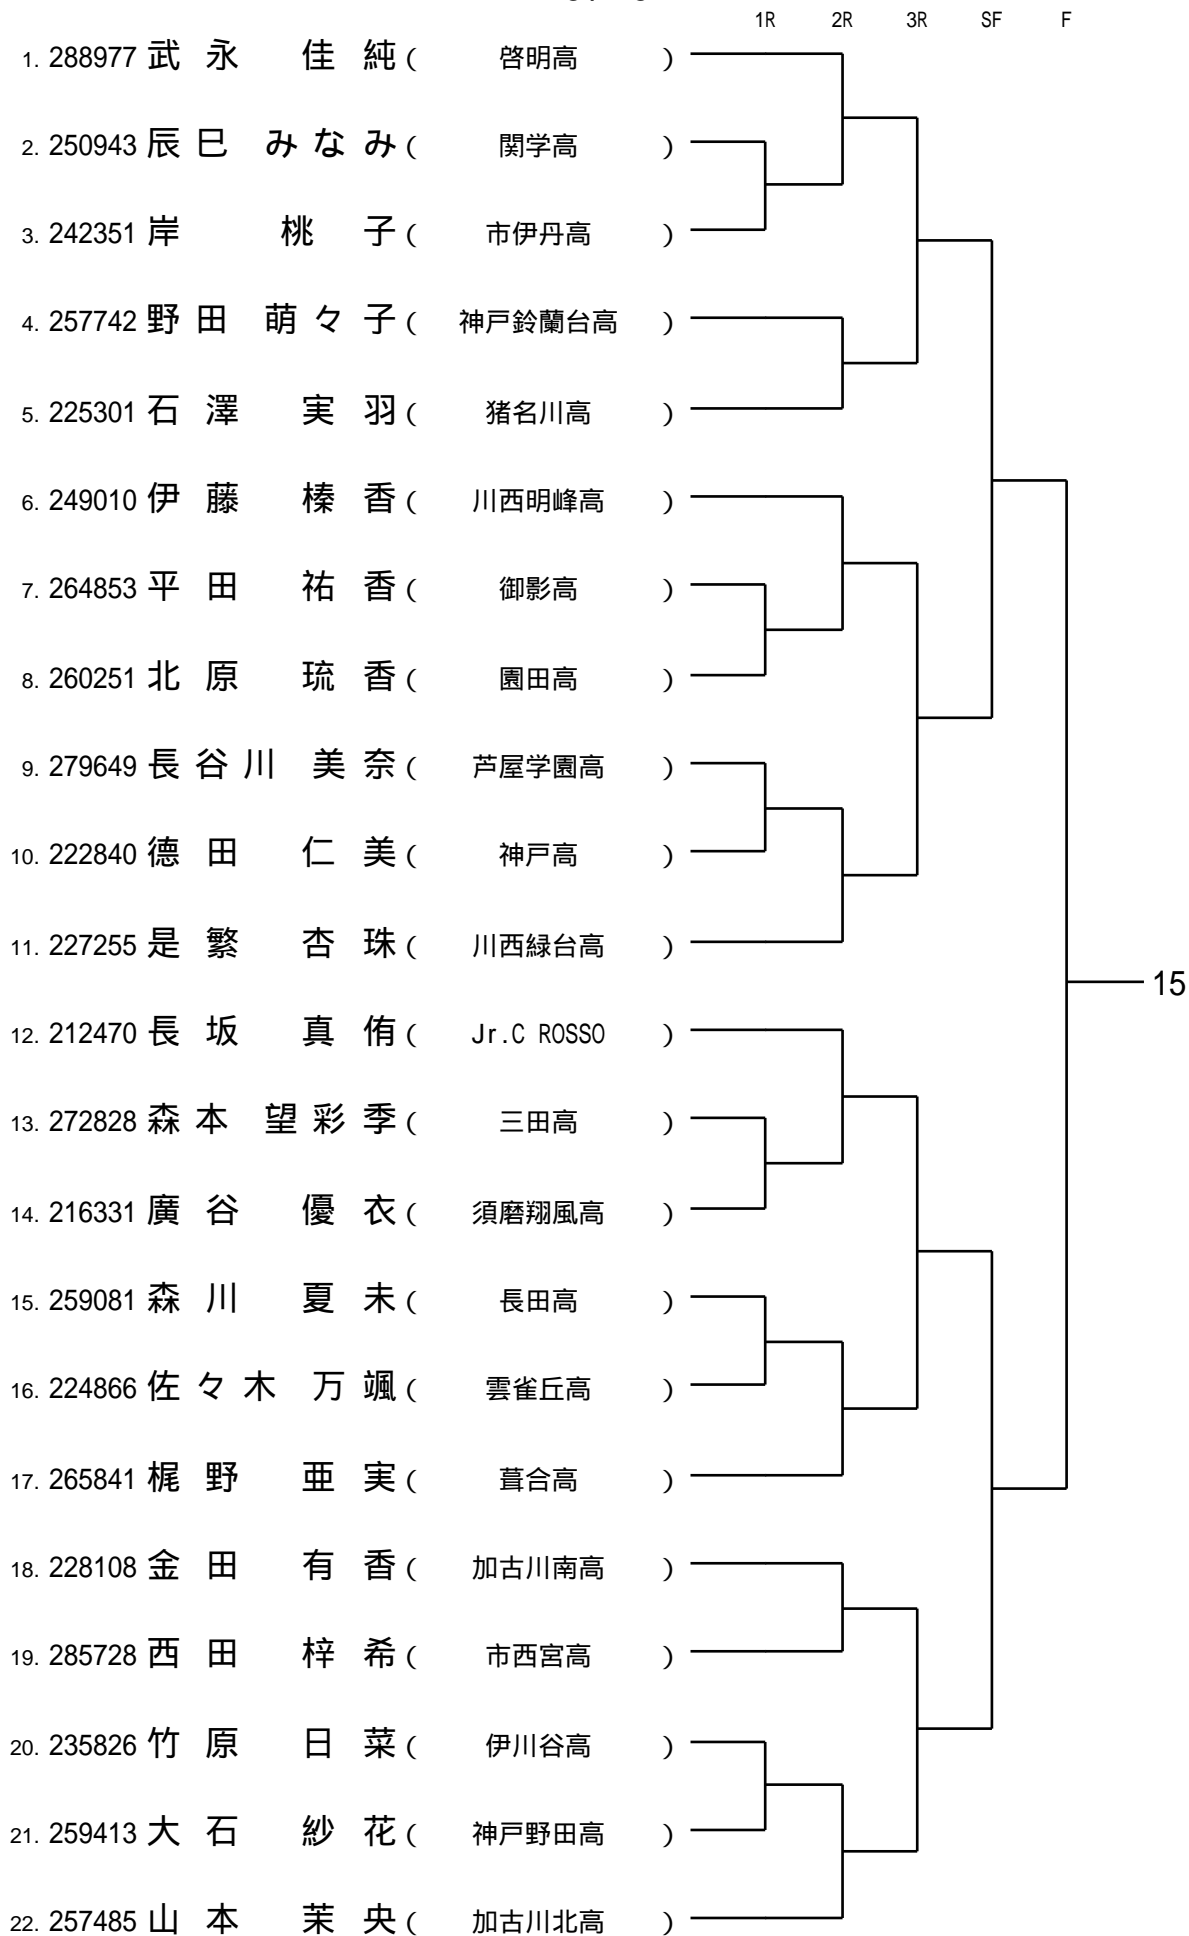 1R 2R 3R SF F
1. 288977 武永 佳純 ( 啓明高 )
2. 250943 辰巳 みなみ ( 関学高 )
3. 242351 岸 桃子 ( 市伊丹高 )
4. 257742 野田 萌々子 ( 神戸鈴蘭台高 )
5. 225301 石澤 実羽 ( 猪名川高 )
6. 249010 伊藤 榛香 ( 川西明峰高 )
7. 264853 平田 祐香 ( 御影高 )
8. 260251 北原 琉香 ( 園田高 )
9. 279649 長谷川 美奈 ( 芦屋学園高 )
10. 222840 德田 仁美 ( 神戸高 )
11. 227255 是繁 杏珠 ( 川西緑台高 )
15
12. 212470 長坂 真侑 ( Jr.C ROSSO )
13. 272828 森本 望彩季 ( 三田高 )
14. 216331 廣谷 優衣 ( 須磨翔風高 )
15. 259081 森川 夏未 ( 長田高 )
16. 224866 佐々木 万颯 ( 雲雀丘高 )
17. 265841 梶野 亜実 ( 葺合高 )
18. 228108 金田 有香 ( 加古川南高 )
19. 285728 西田 梓希 ( 市西宮高 )
20. 235826 竹原 日菜 ( 伊川谷高 )
21. 259413 大石 紗花 ( 神戸野田高 )
22. 257485 山本 茉央 ( 加古川北高 )